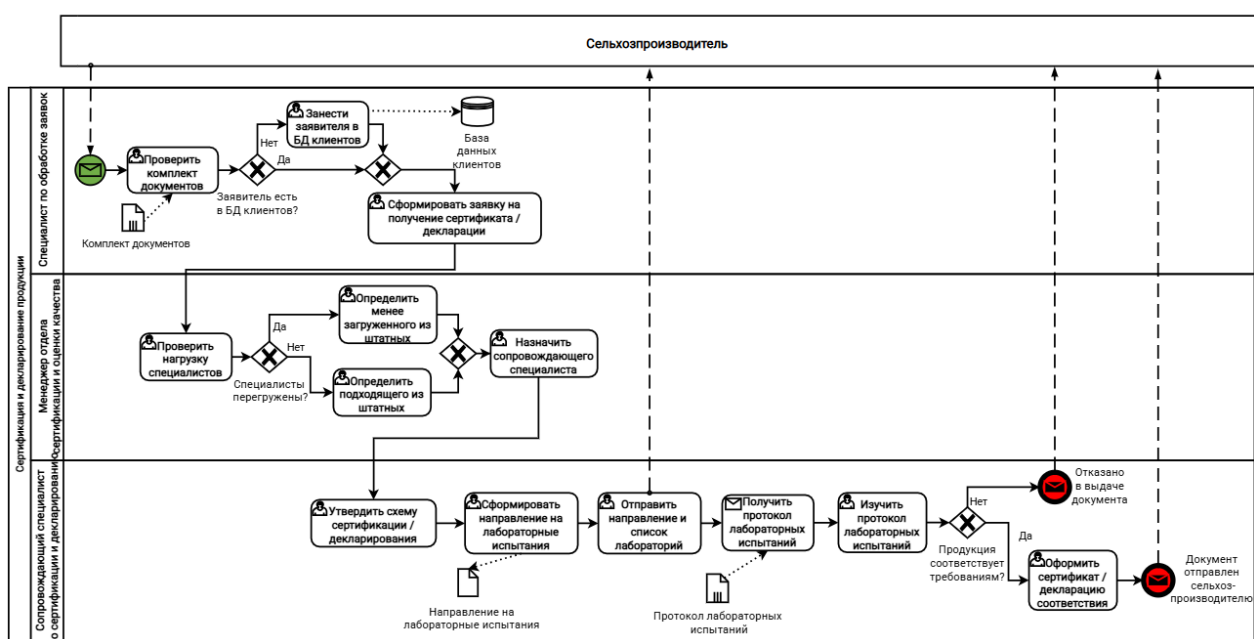 Сельхозпроизводитель
Сертификация и декларирование продукции
Специалист по обработке заявок
Занести
заявителя в
БД клиентов
База
данных
клиентов
Нет
Да
Проверить
комплект
документов
Заявитель есть
в БД клиентов?
Комплект документов
Сформировать заявку на
получение сертификата /
декларации
Менеджер отдела
сертификации и оценки качества
Проверить
нагрузку
специалистов
Да
Нет
Специалисты
перегружены?
Определить
менее
загруженного из
штатных
Определить
подходящего из
штатных
Назначить
сопровождающего
специалиста
Сопровождающий специалист
о сертификации и декларированию
Утвердить схему
сертификации /
декларирования
Сформировать
направление на
лабораторные
испытания
Направление на
лабораторные испытания
Отправить
направление и
список
лабораторий
Получить
протокол
лабораторных
испытаний
Протокол лабораторных
испытаний
Изучить
протокол
лабораторных
испытаний
Нет
Да
Продукция
соответствует
требованиям?
Отказано
в выдаче
документа
Оформить
сертификат /
декларацию
соответствия
Документ
отправлен
сельхоз-
производителю